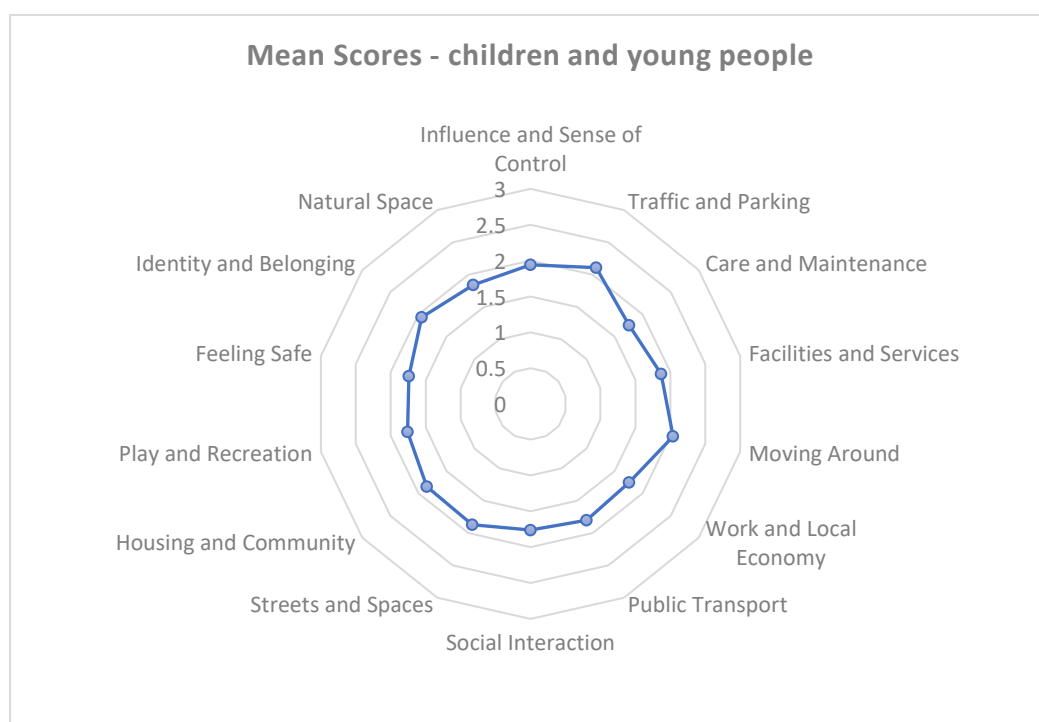 Mean Scores - children and young people
Influence and Sense of
Control
Natural Space
3
Traffic and Parking
2.5
Identity and Belonging
2
Care and Maintenance
1.5
1
Feeling Safe
0.5
Facilities and Services
0
Play and Recreation
Moving Around
Housing and Community
Work and Local
Economy
Streets and Spaces
Public Transport
Social Interaction